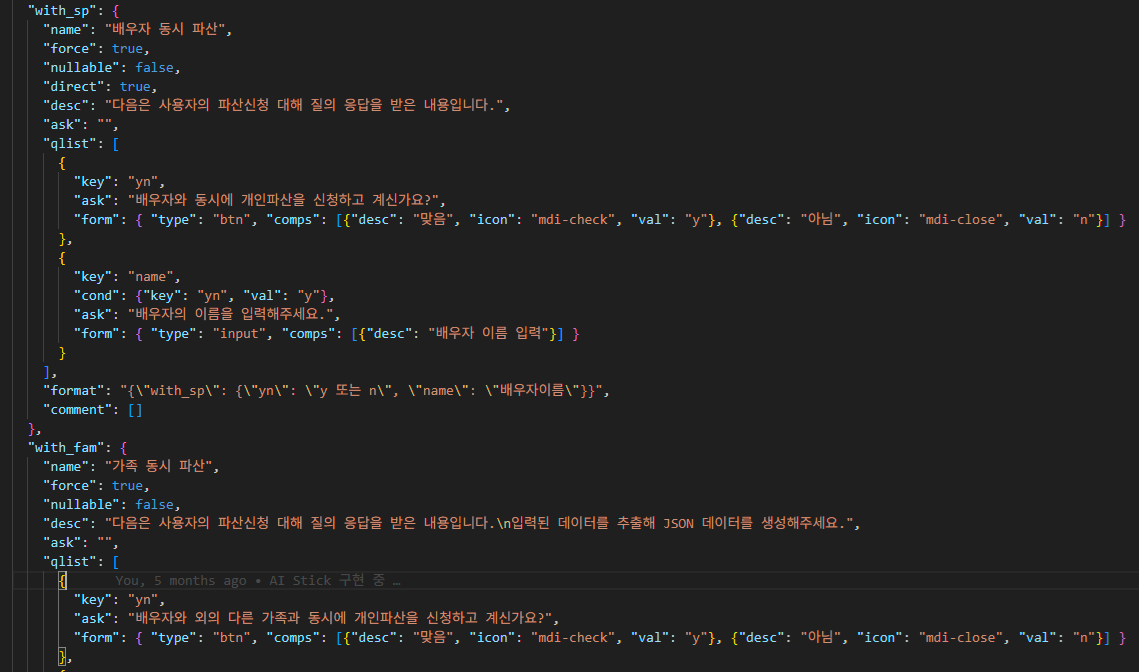 "with_sp": {
"name": "배우자 동시 파산",
"force": true,
"nullable": false,
"direct": true,
"desc": "다음은 사용자의 파산신청 대해 질의 응답을 받은 내용입니다.",
"ask": "",
"qlist": [
{
"key": "yn",
"ask": "배우자와 동시에 개인파산을 신청하고 계신가요?",
"form": { "type": "btn", "comps": [{"desc": "맞음", "icon": "mdi-check", "val": "y"}, {"desc": "아님", "icon": "mdi-close", "val": "n"}] }
},
{
"key": "name",
"cond": {"key": "yn", "val": "y"},
"ask": "배우자의 이름을 입력해주세요.",
"form": { "type": "input", "comps": [{"desc": "배우자 이름 입력"}] }
}
],
"format": "{\"with_sp\": {\"yn\": \"y 또는 n\", \"name\": \"배우자이름\"}}",
"comment": []
},
"with_fam": {
"name": "가족 동시 파산",
"force": true,
"nullable": false,
"desc": "다음은 사용자의 파산신청 대해 질의 응답을 받은 내용입니다.\n입력된 데이터를 추출해 JSON 데이터를 생성해주세요.",
"ask": "",
"qlist": [
{ You, 5 months ago • AI Stick 구현 중 …
"key": "yn",
"ask": "배우자와 외의 다른 가족과 동시에 개인파산을 신청하고 계신가요?",
"form": { "type": "btn", "comps": [{"desc": "맞음", "icon": "mdi-check", "val": "y"}, {"desc": "아님", "icon": "mdi-close", "val": "n"}] }
},